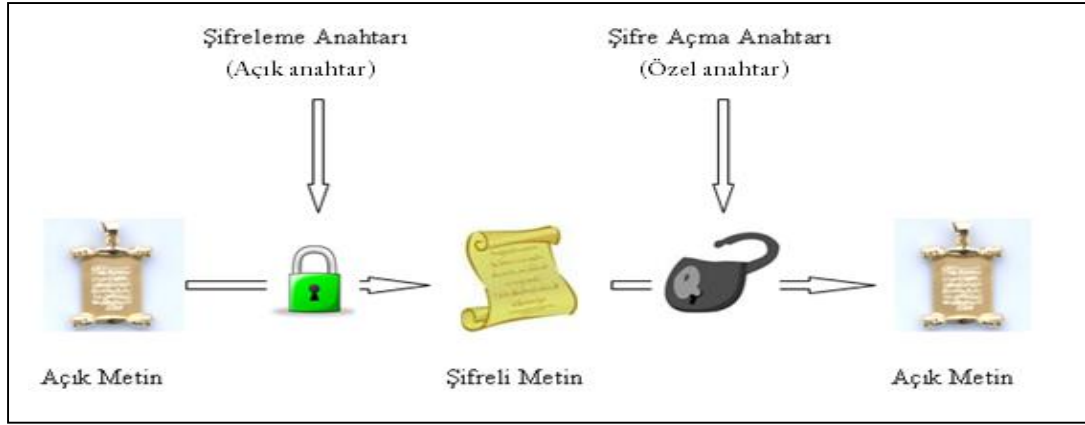 Şifreleme Anahtarı
(Açık anahtar)
Şifre Açma Anahtarı
(Özel anahtar)
Açık Metin
Şifreli Metin
Açık Metin